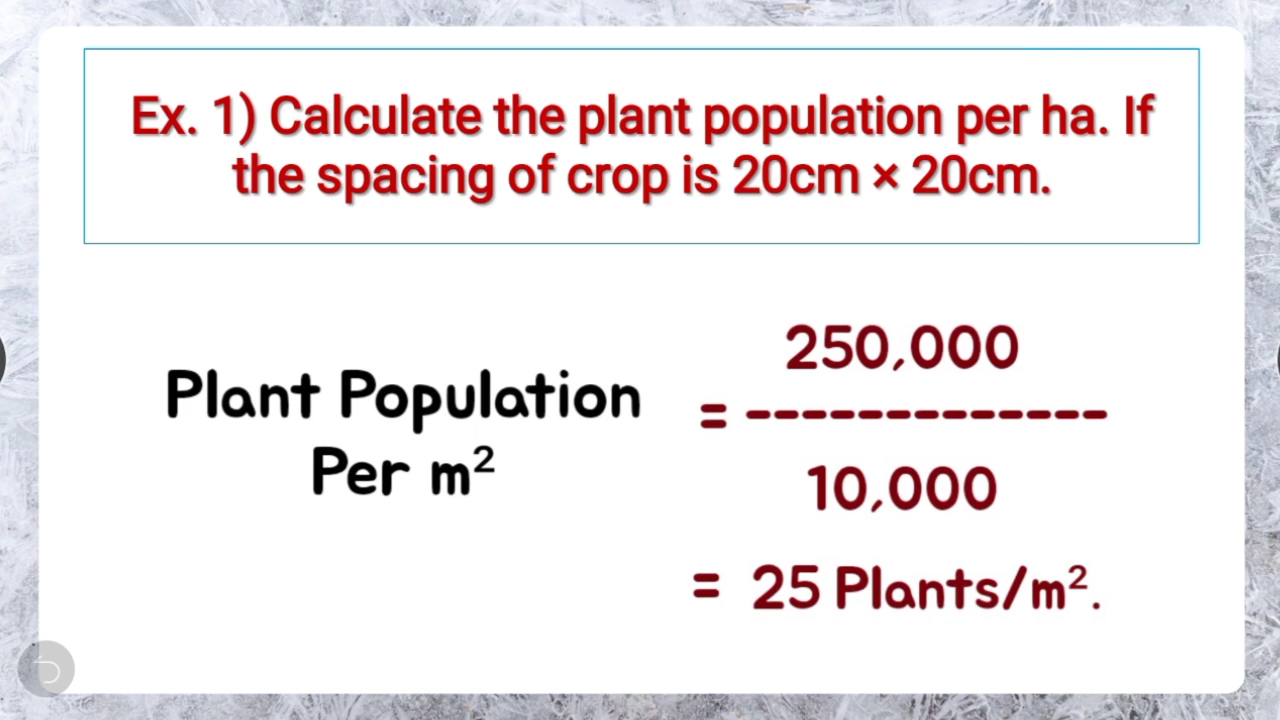 Ex. 1) Calculate the plant population per ha. If
the spacing of crop is 20cm × 20cm.
250,000
Plant Population
= -------------
Per m²
10,000
= 25 Plants/m².